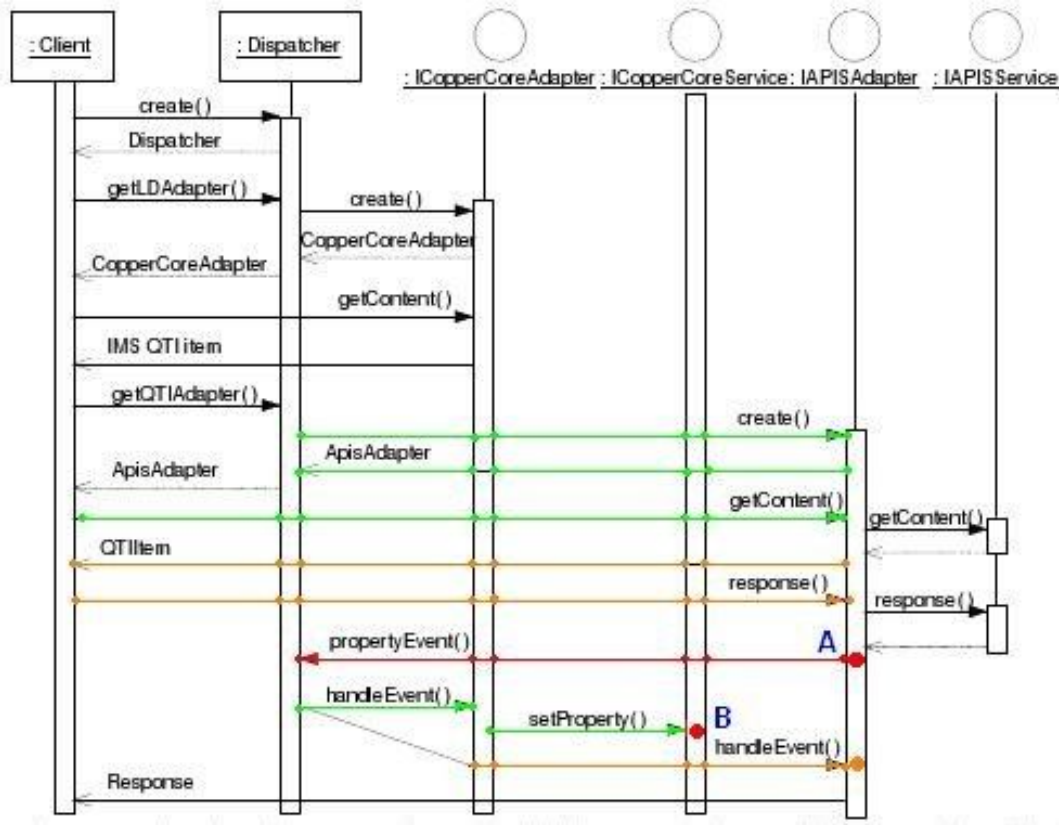 : Client
: Dispatcher
: ICopperCoreAdapter
: ICopperCoreService
: IAPISAdapter
: IAPISService
create()
Dispatcher
getLDAdapter()
create()
CopperCoreAdapter
CopperCoreAdapter
getContent()
IMS QTI item
getQTIAdapter()
create()
ApisAdapter
ApisAdapter
getContent()
getContent()
QTIItem
response()
response()
propertyEvent()
A
handleEvent()
setProperty()
B
handleEvent()
Response